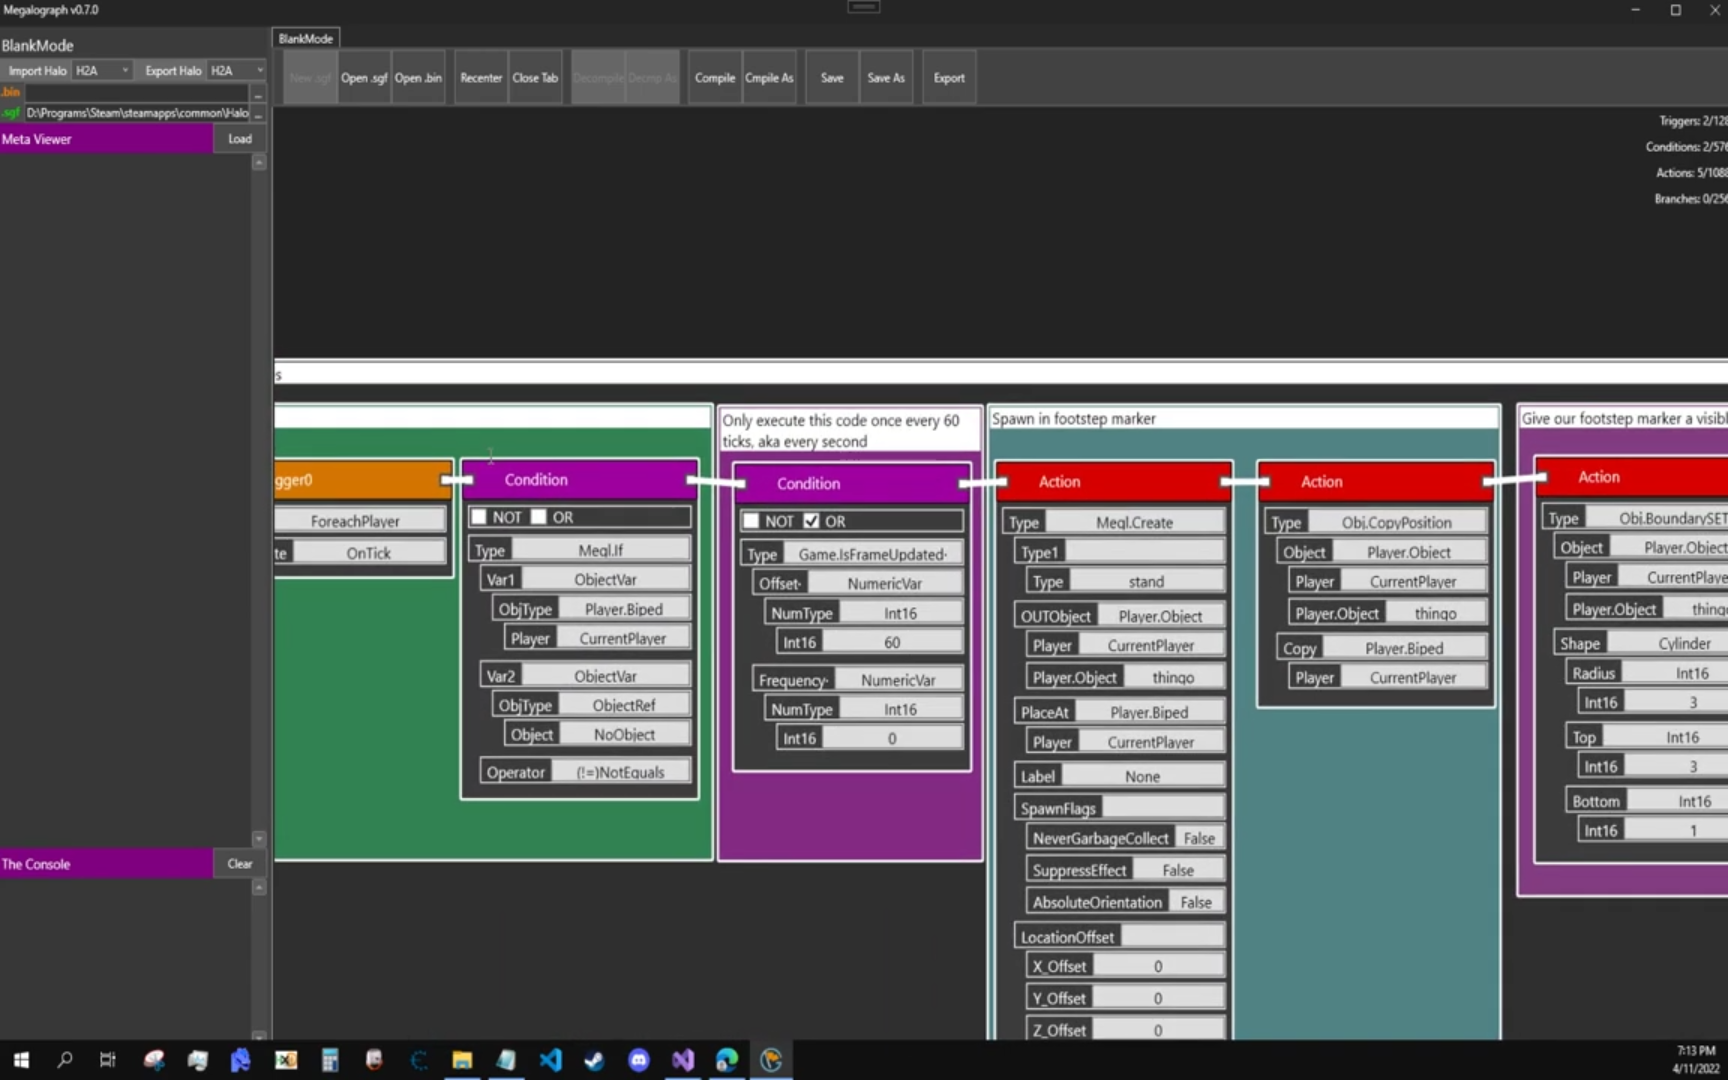 Megalograph v0.7.0
BlankMode
Import Halo H2A Export Halo H2A
.bin
.sgf D:\Programs\Steam\steamapps\common\Halo
Meta Viewer Load
The Console Clear
BlankMode
New .sgf Open .sgf Open .bin Recenter Close Tab Decompile Decmp As Compile Cmpile As Save Save As Export
Triggers: 2/128
Conditions: 2/576
Actions: 5/1088
Branches: 0/256
s
gger0
ForeachPlayer
te OnTick
Condition
NOT OR
Type Megl.If
Var1 ObjectVar
ObjType Player.Biped
Player CurrentPlayer
Var2 ObjectVar
ObjType ObjectRef
Object NoObject
Operator (!=)NotEquals
Only execute this code once every 60
ticks, aka every second
Condition
NOT OR
Type Game.IsFrameUpdated·
Offset· NumericVar
NumType Int16
Int16 60
Frequency· NumericVar
NumType Int16
Int16 0
Spawn in footstep marker
Action
Type Megl.Create
Type1
Type stand
OUTObject Player.Object
Player CurrentPlayer
Player.Object thingo
PlaceAt Player.Biped
Player CurrentPlayer
Label None
SpawnFlags
NeverGarbageCollect False
SuppressEffect False
AbsoluteOrientation False
LocationOffset
X_Offset 0
Y_Offset 0
Z_Offset 0
Action
Type Obj.CopyPosition
Object Player.Object
Player CurrentPlayer
Player.Object thingo
Copy Player.Biped
Player CurrentPlayer
Give our footstep marker a visibl
Action
Type Obj.BoundarySET
Object Player.Object
Player CurrentPlaye
Player.Object thingo
Shape Cylinder
Radius Int16
Int16 3
Top Int16
Int16 3
Bottom Int16
Int16 1
7:13 PM
4/11/2022